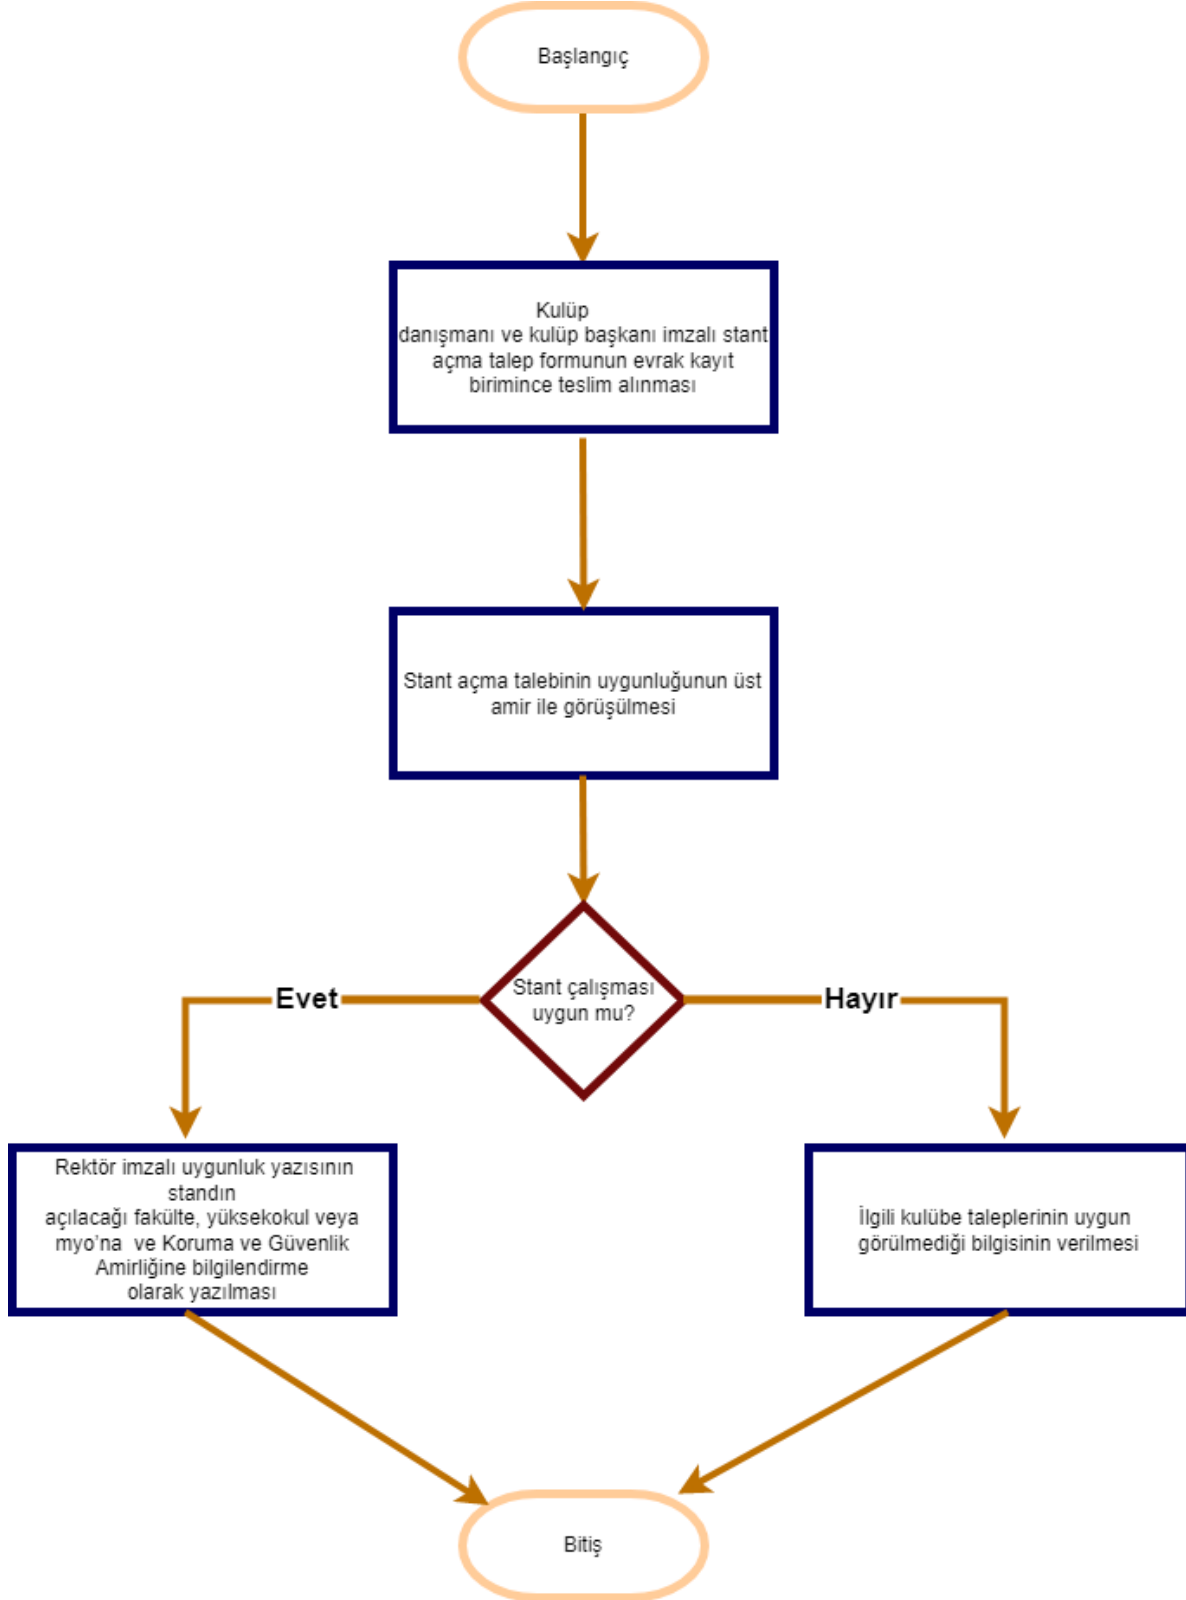 Başlangıç
Kulüp
danışmanı ve kulüp başkanı imzalı stant
açma talep formunun evrak kayıt
birimince teslim alınması
Stant açma talebinin uygunluğunun üst
amir ile görüşülmesi
Stant çalışması
uygun mu?
Evet
Hayır
Rektör imzalı uygunluk yazısının
standın
açılacağı fakülte, yüksekokul veya
myo'na  ve Koruma ve Güvenlik
Amirliğine bilgilendirme
olarak yazılması
İlgili kulübe taleplerinin uygun
görülmediği bilgisinin verilmesi
Bitiş